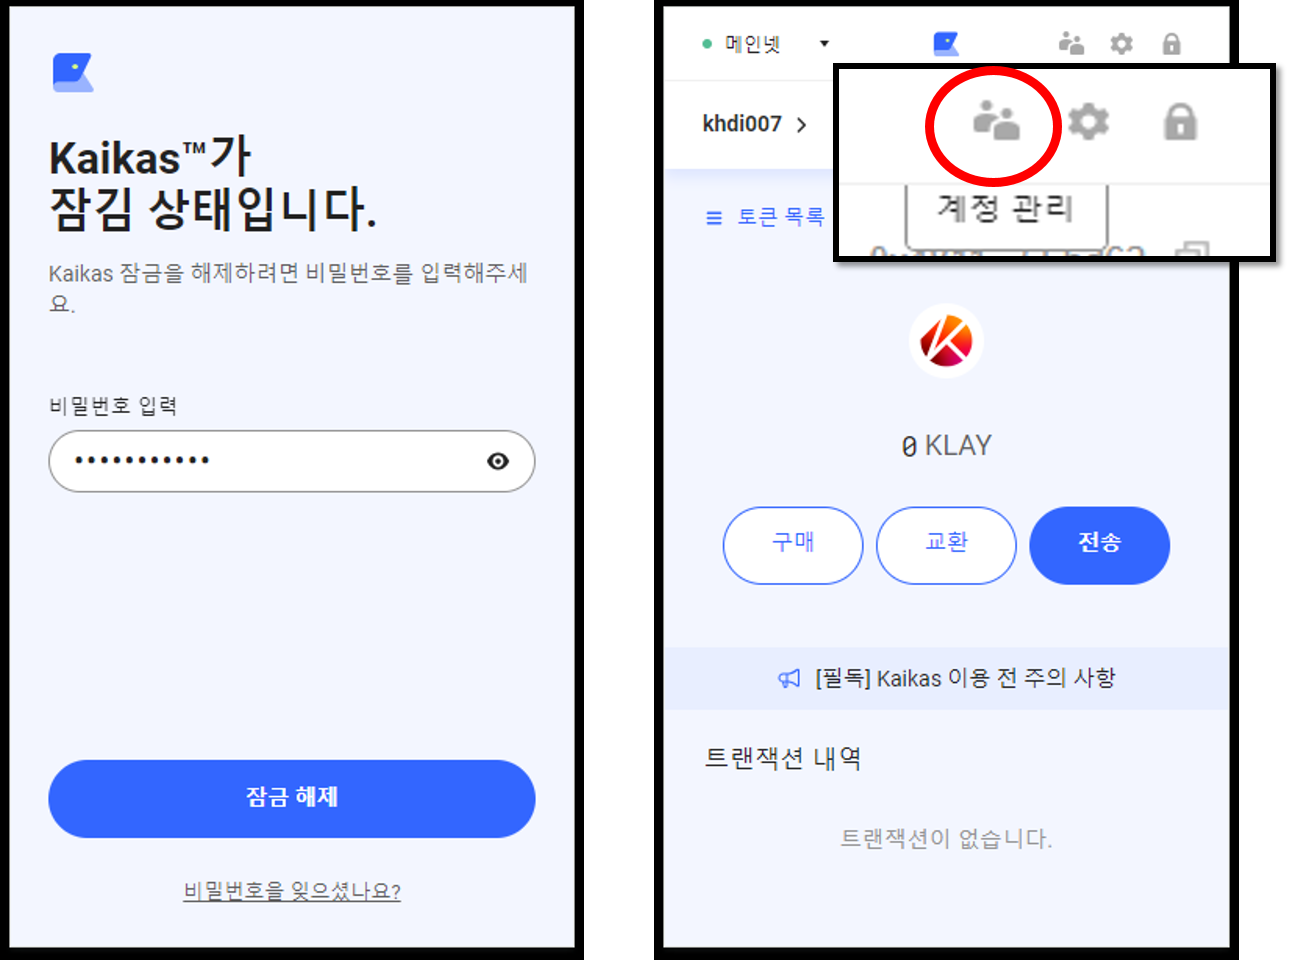 Kaikas™가
잠김 상태입니다.
Kaikas 잠금을 해제하려면 비밀번호를 입력해주세
요.
비밀번호 입력
잠금 해제
비밀번호을 잊으셨나요?
메인넷
khdi007
계정 관리
토큰 목록
0 KLAY
구매
교환
전송
[필독] Kaikas 이용 전 주의 사항
트랜잭션 내역
트랜잭션이 없습니다.